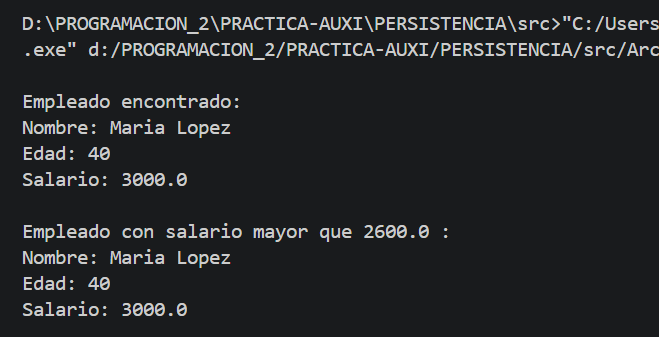 D:\PROGRAMACION_2\PRACTICA-AUXI\PERSISTENCIA\src>"C:/Users
.exe" d:/PROGRAMACION_2/PRACTICA-AUXI/PERSISTENCIA/src/Arc
Empleado encontrado:
Nombre: Maria Lopez
Edad: 40
Salario: 3000.0
Empleado con salario mayor que 2600.0 :
Nombre: Maria Lopez
Edad: 40
Salario: 3000.0